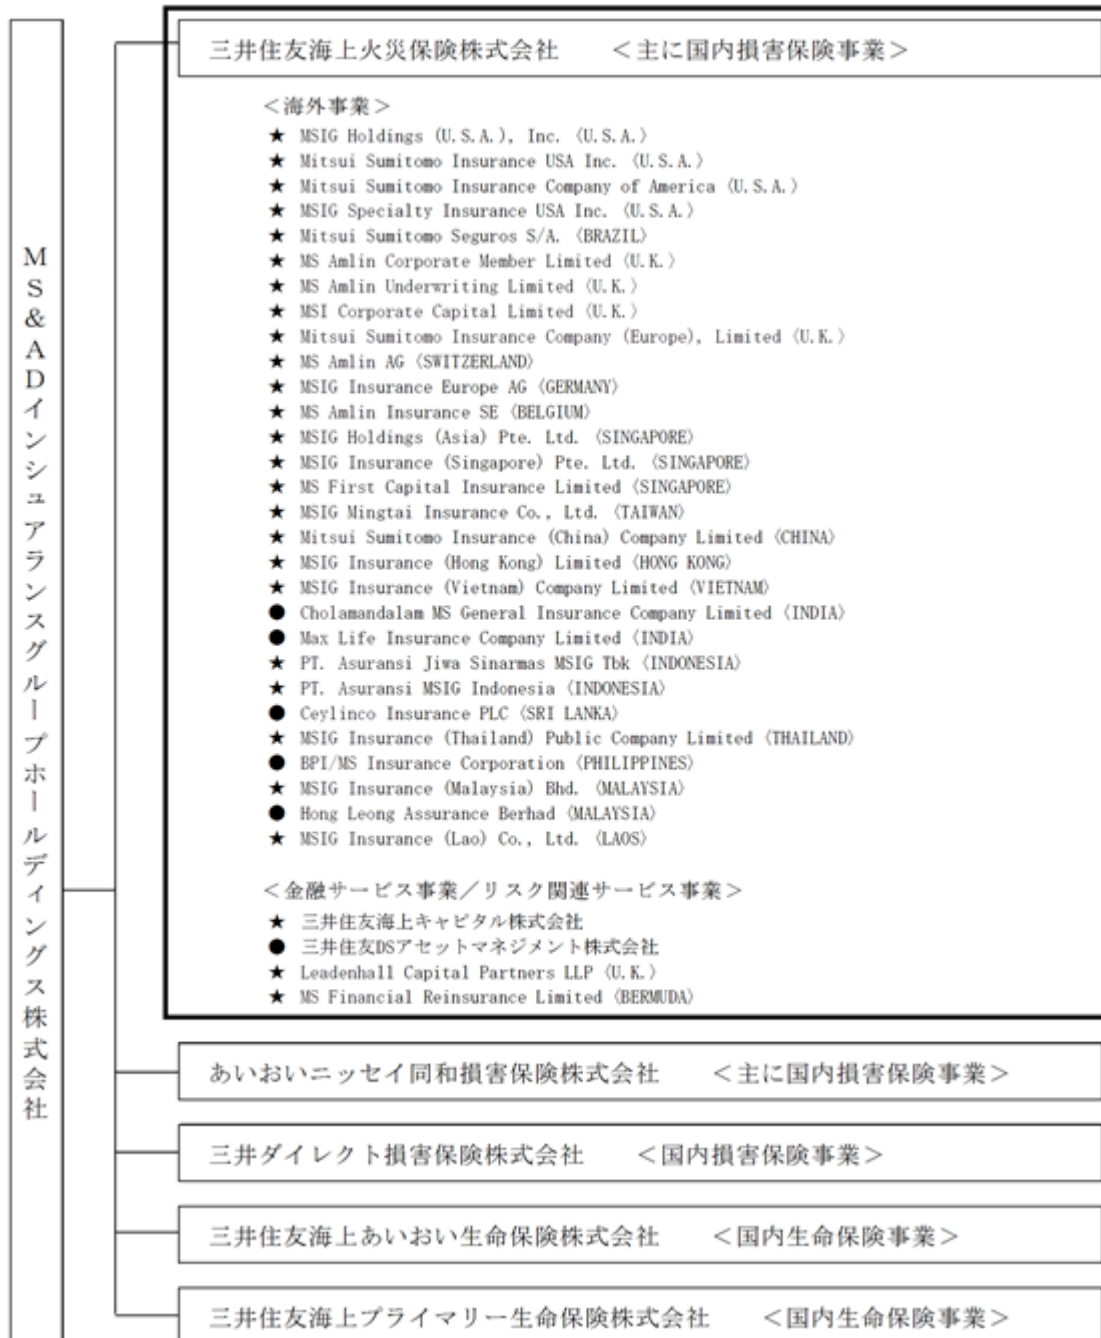 MS&ADインシュアランスグループホールディングス株式会社
三井住友海上火災保険株式会社　　＜主に国内損害保険事業＞
＜海外事業＞
★ MSIG Holdings (U.S.A.), Inc. 〈U.S.A.〉
★ Mitsui Sumitomo Insurance USA Inc. 〈U.S.A.〉
★ Mitsui Sumitomo Insurance Company of America 〈U.S.A.〉
★ MSIG Specialty Insurance USA Inc. 〈U.S.A.〉
★ Mitsui Sumitomo Seguros S/A. 〈BRAZIL〉
★ MS Amlin Corporate Member Limited 〈U.K.〉
★ MS Amlin Underwriting Limited 〈U.K.〉
★ MSI Corporate Capital Limited 〈U.K.〉
★ Mitsui Sumitomo Insurance Company (Europe), Limited 〈U.K.〉
★ MS Amlin AG 〈SWITZERLAND〉
★ MSIG Insurance Europe AG 〈GERMANY〉
★ MS Amlin Insurance SE 〈BELGIUM〉
★ MSIG Holdings (Asia) Pte. Ltd. 〈SINGAPORE〉
★ MSIG Insurance (Singapore) Pte. Ltd. 〈SINGAPORE〉
★ MS First Capital Insurance Limited 〈SINGAPORE〉
★ MSIG Mingtai Insurance Co., Ltd. 〈TAIWAN〉
★ Mitsui Sumitomo Insurance (China) Company Limited 〈CHINA〉
★ MSIG Insurance (Hong Kong) Limited 〈HONG KONG〉
★ MSIG Insurance (Vietnam) Company Limited 〈VIETNAM〉
● Cholamandalam MS General Insurance Company Limited 〈INDIA〉
● Max Life Insurance Company Limited 〈INDIA〉
★ PT. Asuransi Jiwa Sinarmas MSIG Tbk 〈INDONESIA〉
★ PT. Asuransi MSIG Indonesia 〈INDONESIA〉
● Ceylinco Insurance PLC 〈SRI LANKA〉
★ MSIG Insurance (Thailand) Public Company Limited 〈THAILAND〉
● BPI/MS Insurance Corporation 〈PHILIPPINES〉
★ MSIG Insurance (Malaysia) Bhd. 〈MALAYSIA〉
● Hong Leong Assurance Berhad 〈MALAYSIA〉
★ MSIG Insurance (Lao) Co., Ltd. 〈LAOS〉
＜金融サービス事業／リスク関連サービス事業＞
★ 三井住友海上キャピタル株式会社
● 三井住友DSアセットマネジメント株式会社
★ Leadenhall Capital Partners LLP 〈U.K.〉
★ MS Financial Reinsurance Limited 〈BERMUDA〉
あいおいニッセイ同和損害保険株式会社　　＜主に国内損害保険事業＞
三井ダイレクト損害保険株式会社　　＜国内損害保険事業＞
三井住友海上あいおい生命保険株式会社　　＜国内生命保険事業＞
三井住友海上プライマリー生命保険株式会社　　＜国内生命保険事業＞